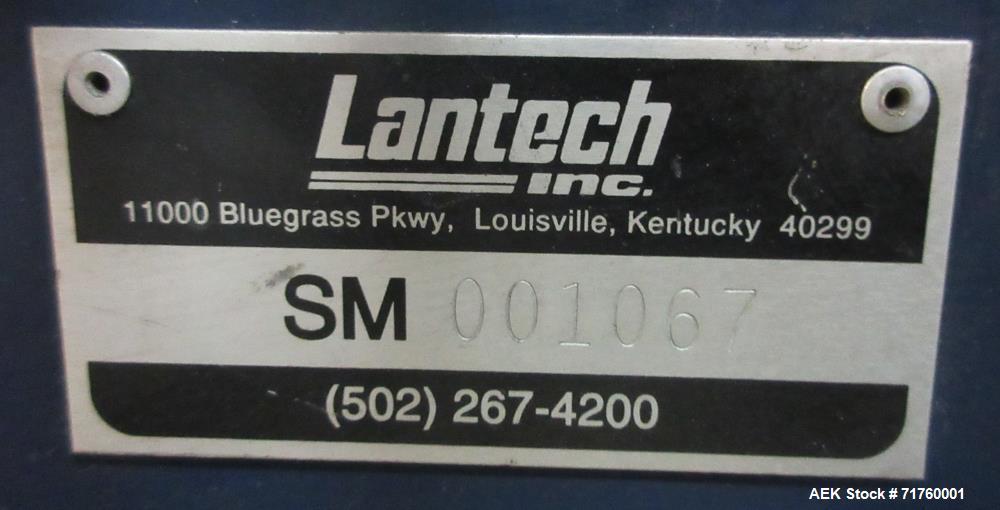 Lantech
inc.
11000 Bluegrass Pkwy, Louisville, Kentucky 40299
SM 001067
(502) 267-4200
AEK Stock # 71760001